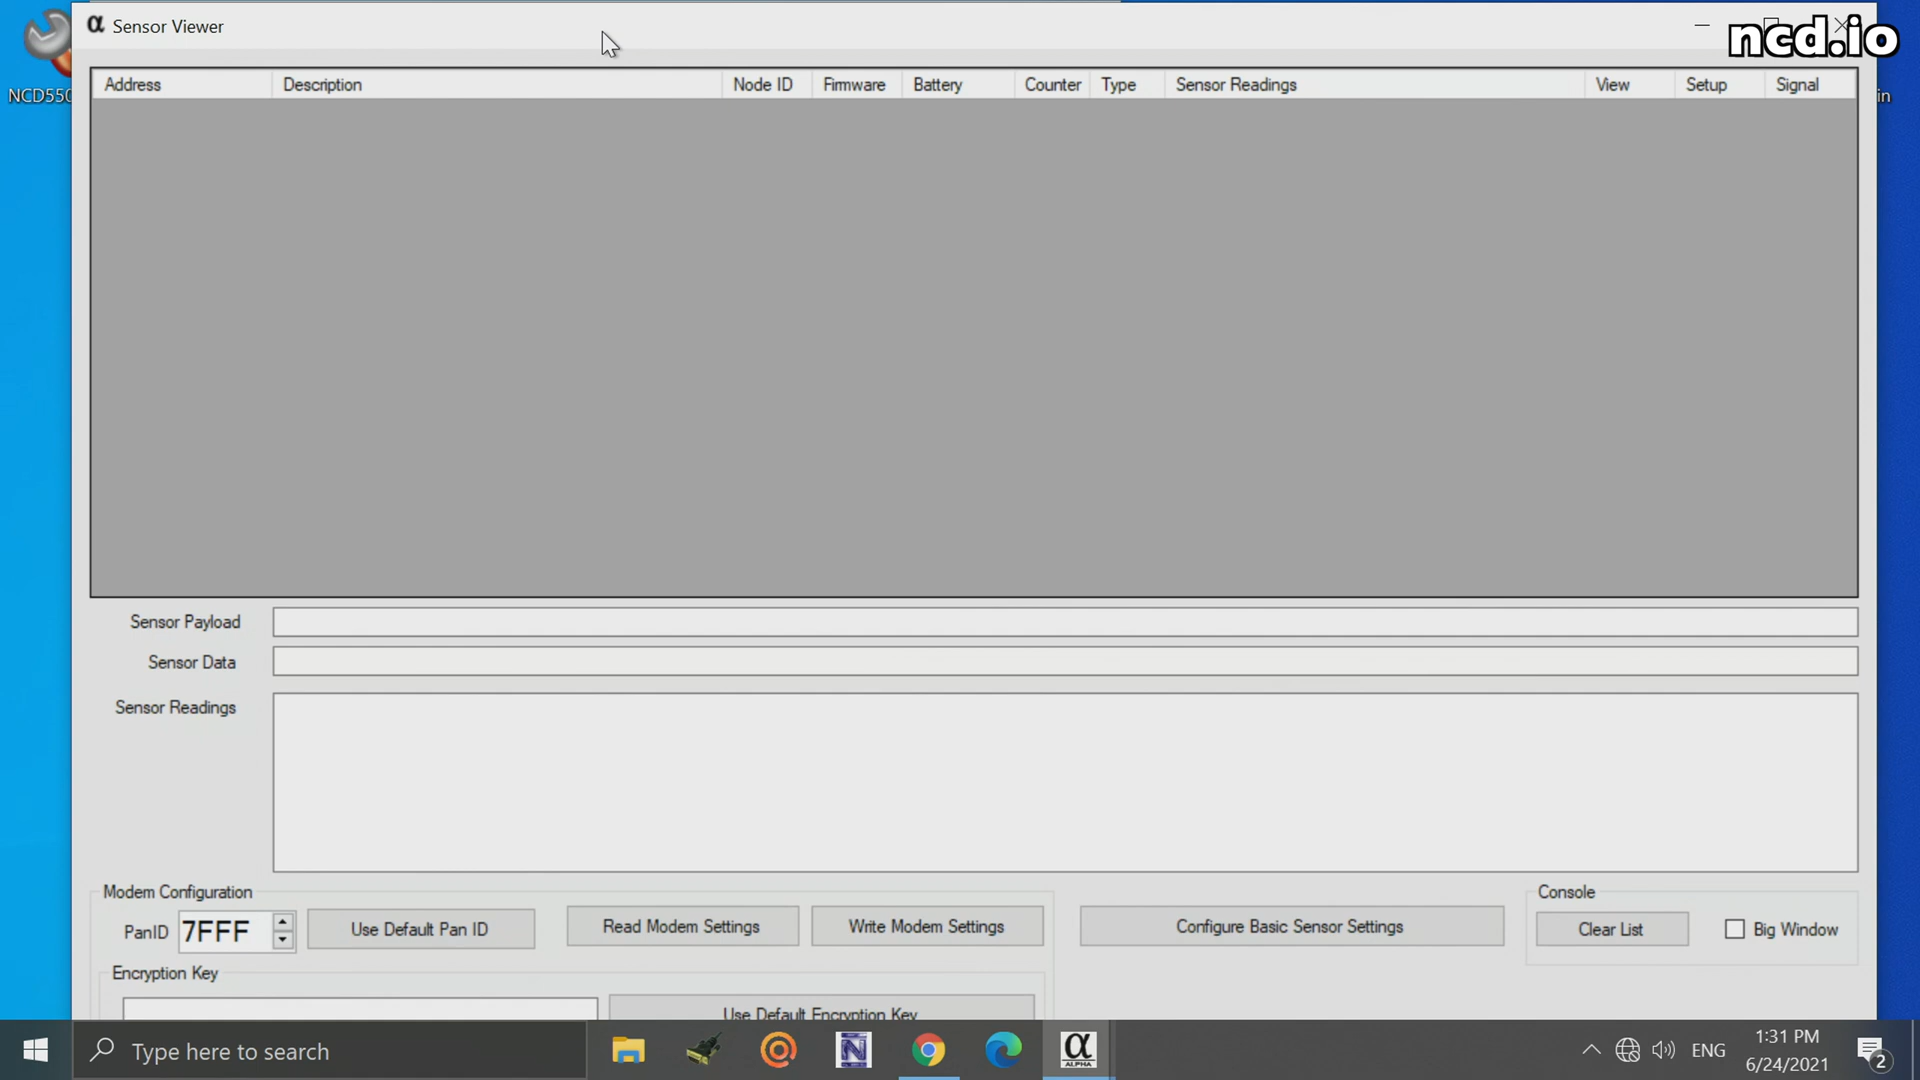 α Sensor Viewer
ncd.io
NCD550
in
Address Description Node ID Firmware Battery Counter Type Sensor Readings View Setup Signal
Sensor Payload
Sensor Data
Sensor Readings
Modem Configuration
PanID 7FFF Use Default Pan ID Read Modem Settings Write Modem Settings Configure Basic Sensor Settings
Console
Clear List Big Window
Encryption Key
Use Default Encryption Key
Type here to search
N
α
ALPHA
ENG
1:31 PM
6/24/2021
2